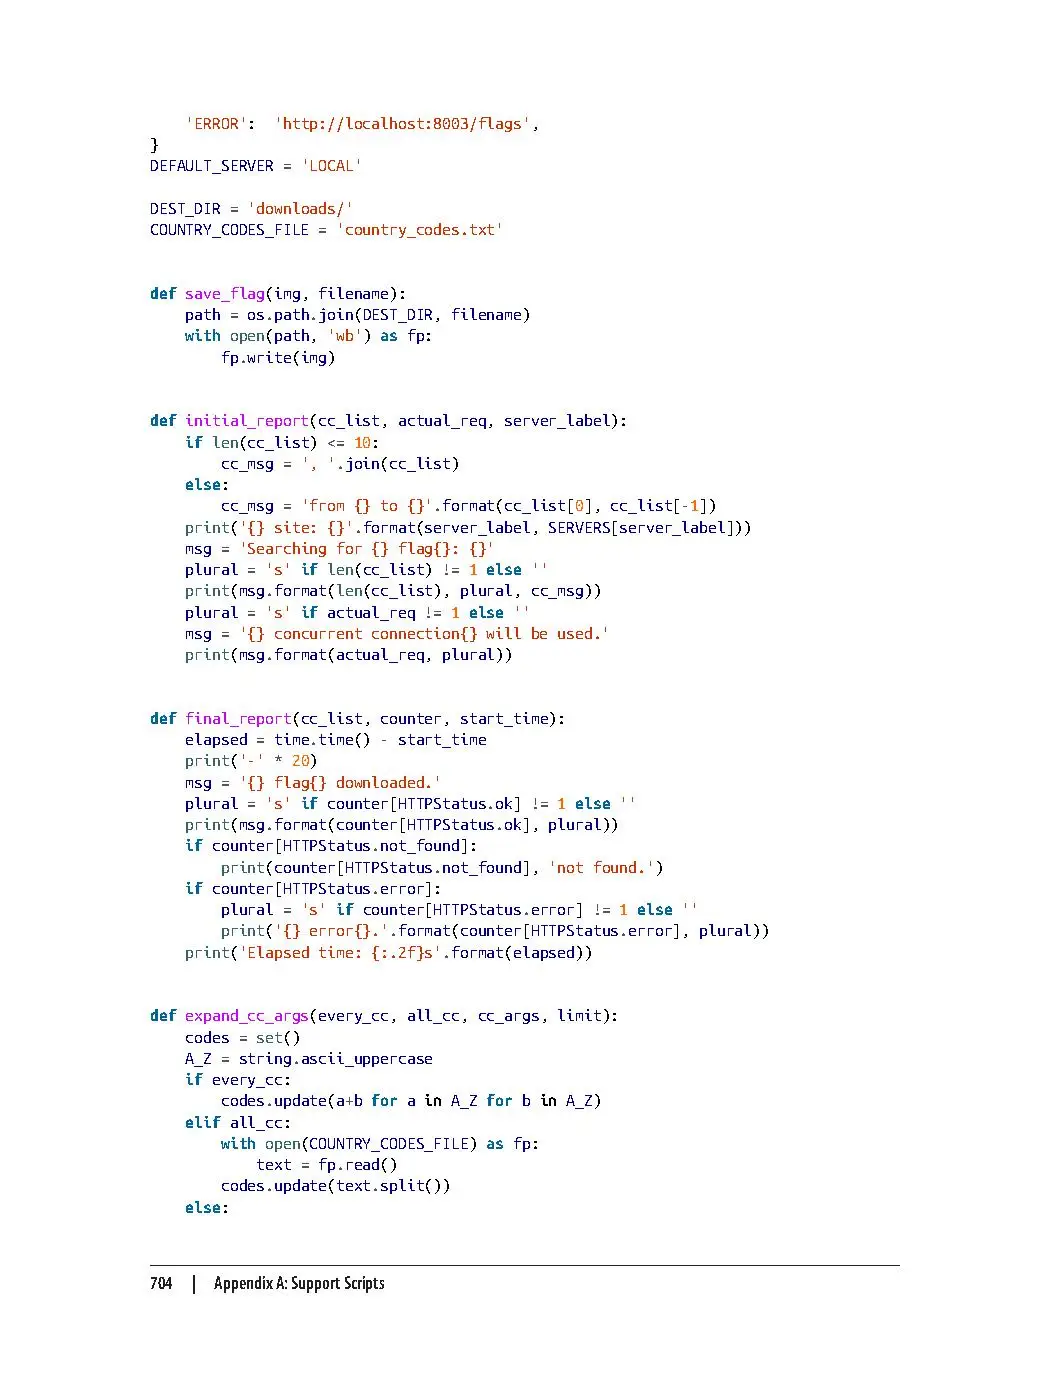 'ERROR':  'http://localhost:8003/flags',
}
DEFAULT_SERVER = 'LOCAL'

DEST_DIR = 'downloads/'
COUNTRY_CODES_FILE = 'country_codes.txt'


def save_flag(img, filename):
    path = os.path.join(DEST_DIR, filename)
    with open(path, 'wb') as fp:
        fp.write(img)


def initial_report(cc_list, actual_req, server_label):
    if len(cc_list) <= 10:
        cc_msg = ', '.join(cc_list)
    else:
        cc_msg = 'from {} to {}'.format(cc_list[0], cc_list[-1])
    print('{} site: {}'.format(server_label, SERVERS[server_label]))
    msg = 'Searching for {} flag{}: {}'
    plural = 's' if len(cc_list) != 1 else ''
    print(msg.format(len(cc_list), plural, cc_msg))
    plural = 's' if actual_req != 1 else ''
    msg = '{} concurrent connection{} will be used.'
    print(msg.format(actual_req, plural))


def final_report(cc_list, counter, start_time):
    elapsed = time.time() - start_time
    print('-' * 20)
    msg = '{} flag{} downloaded.'
    plural = 's' if counter[HTTPStatus.ok] != 1 else ''
    print(msg.format(counter[HTTPStatus.ok], plural))
    if counter[HTTPStatus.not_found]:
        print(counter[HTTPStatus.not_found], 'not found.')
    if counter[HTTPStatus.error]:
        plural = 's' if counter[HTTPStatus.error] != 1 else ''
        print('{} error{}.'.format(counter[HTTPStatus.error], plural))
    print('Elapsed time: {:.2f}s'.format(elapsed))


def expand_cc_args(every_cc, all_cc, cc_args, limit):
    codes = set()
    A_Z = string.ascii_uppercase
    if every_cc:
        codes.update(a+b for a in A_Z for b in A_Z)
    elif all_cc:
        with open(COUNTRY_CODES_FILE) as fp:
            text = fp.read()
        codes.update(text.split())
    else:

704 | Appendix A: Support Scripts